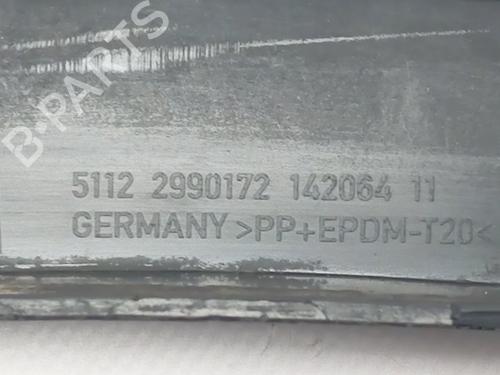 B-PARTS
5112 2990172 142064 11
GERMANY >PP+EPDM-T20<